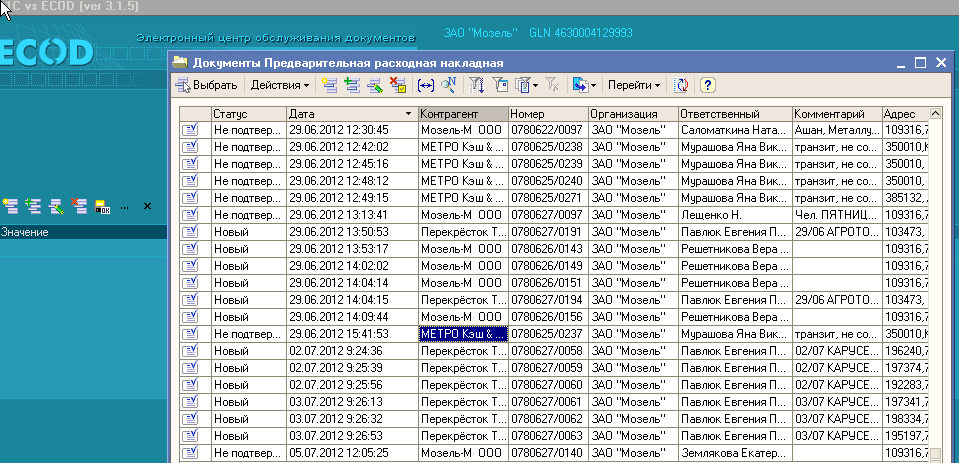 1С vs ECOD (ver 3.1.5)
ECOD
Электронный центр обслуживания документов
ЗАО "Мозель" GLN 4630004129993
Документы Предварительная расходная накладная
Выбрать Действия Перейти
Статус Дата Контрагент Номер Организация Ответственный Комментарий Адрес
Не подтвер... 29.06.2012 12:30:45 Мозель-М ООО 0780622/0097 ЗАО "Мозель" Саломаткина Ната... Ашан, Металлу... 109316,7
Не подтвер... 29.06.2012 12:42:02 МЕТРО Кэш & ... 0780625/0238 ЗАО "Мозель" Мурашова Яна Вик... транзит, не со... 350010,К
Не подтвер... 29.06.2012 12:45:16 МЕТРО Кэш & ... 0780625/0239 ЗАО "Мозель" Мурашова Яна Вик... транзит, не со... 109316,7
Не подтвер... 29.06.2012 12:48:12 МЕТРО Кэш & ... 0780625/0240 ЗАО "Мозель" Мурашова Яна Вик... транзит, не со... 350010,
Не подтвер... 29.06.2012 12:49:15 МЕТРО Кэш & ... 0780625/0271 ЗАО "Мозель" Мурашова Яна Вик... транзит, не со... 385132,
Не подтвер... 29.06.2012 13:13:41 Мозель-М ООО 0780627/0097 ЗАО "Мозель" Лещенко Н. Чел. ПЯТНИЦ... 109316,7
Новый 29.06.2012 13:50:53 Перекрёсток Т... 0780627/0191 ЗАО "Мозель" Павлюк Евгения П... 29/06 АГРОТО... 103473,
Новый 29.06.2012 13:53:17 Мозель-М ООО 0780626/0143 ЗАО "Мозель" Решетникова Вера ... 109316,7
Новый 29.06.2012 14:02:02 Мозель-М ООО 0780626/0149 ЗАО "Мозель" Решетникова Вера ... 109316,7
Новый 29.06.2012 14:04:14 Мозель-М ООО 0780626/0151 ЗАО "Мозель" Решетникова Вера ... 109316,7
Новый 29.06.2012 14:04:15 Перекрёсток Т... 0780627/0194 ЗАО "Мозель" Павлюк Евгения П... 29/06 АГРОТО... 103473,
Новый 29.06.2012 14:09:44 Мозель-М ООО 0780626/0156 ЗАО "Мозель" Решетникова Вера ... 109316,7
Не подтвер... 29.06.2012 15:41:53 МЕТРО Кэш & ... 0780625/0237 ЗАО "Мозель" Мурашова Яна Вик... транзит, не со... 350010,К
Новый 02.07.2012 9:24:36 Перекрёсток Т... 0780627/0058 ЗАО "Мозель" Павлюк Евгения П... 02/07 КАРУСЕ... 196240,7
Новый 02.07.2012 9:25:39 Перекрёсток Т... 0780627/0059 ЗАО "Мозель" Павлюк Евгения П... 02/07 КАРУСЕ... 197374,7
Новый 02.07.2012 9:25:56 Перекрёсток Т... 0780627/0060 ЗАО "Мозель" Павлюк Евгения П... 02/07 КАРУСЕ... 192283,7
Новый 03.07.2012 9:26:13 Перекрёсток Т... 0780627/0061 ЗАО "Мозель" Павлюк Евгения П... 03/07 КАРУСЕ... 197341,7
Новый 03.07.2012 9:26:32 Перекрёсток Т... 0780627/0062 ЗАО "Мозель" Павлюк Евгения П... 03/07 КАРУСЕ... 198334,7
Новый 03.07.2012 9:26:53 Перекрёсток Т... 0780627/0063 ЗАО "Мозель" Павлюк Евгения П... 03/07 КАРУСЕ... 195197,7
Не подтвер... 05.07.2012 12:05:25 Мозель-М ООО 0780627/0140 ЗАО "Мозель" Землякова Екатер... 109316,7
Значение